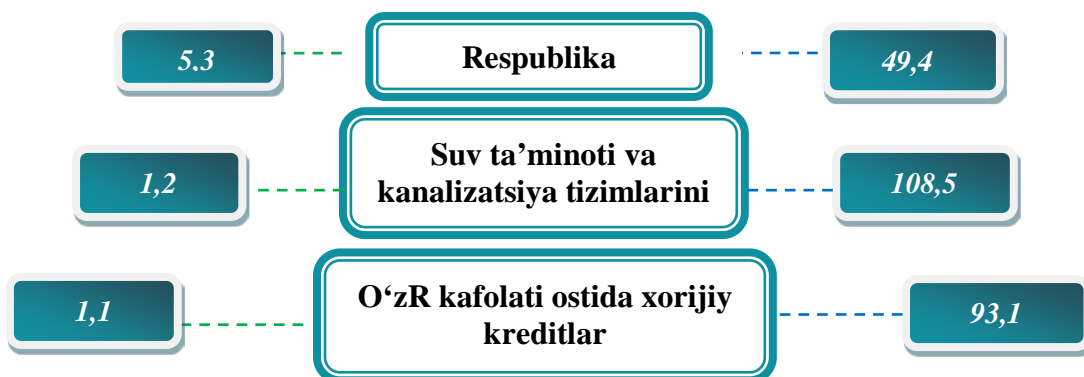 5.3
Respublika
49,4
1,2
Suv ta’minoti va
kanalizatsiya tizimlarini
108,5
1,1
O‘zR kafolati ostida xorijiy
kreditlar
93,1